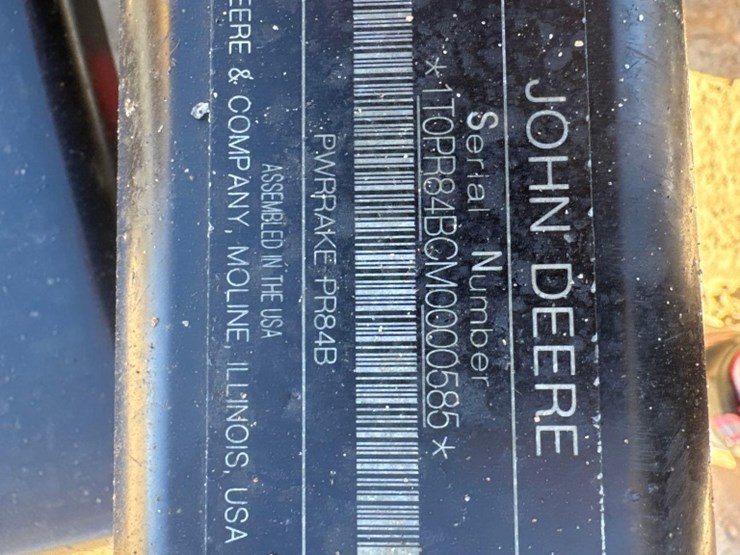 JOHN DEERE
Serial Number
*1T0PR84BCM0000585*
PWRRAKE PR84B
ASSEMBLED IN THE USA
EERE & COMPANY, MOLINE, ILLINOIS, USA